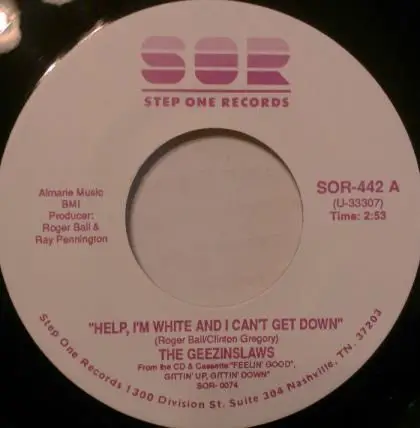 SOR
STEP ONE RECORDS
Almarie Music
BMI
Producer:
Roger Ball &
Ray Pennington
SOR-442 A
(U-33307)
Time: 2:53
"HELP, I'M WHITE AND I CAN'T GET DOWN"
(Roger Ball/Clinton Gregory)
THE GEEZINSLAWS
From the CD & Cassette "FEELIN' GOOD",
GITTIN' UP, GITTIN' DOWN"
SOR- 0074
Step One Records 1300 Division St. Suite 304 Nashville, TN. 37203